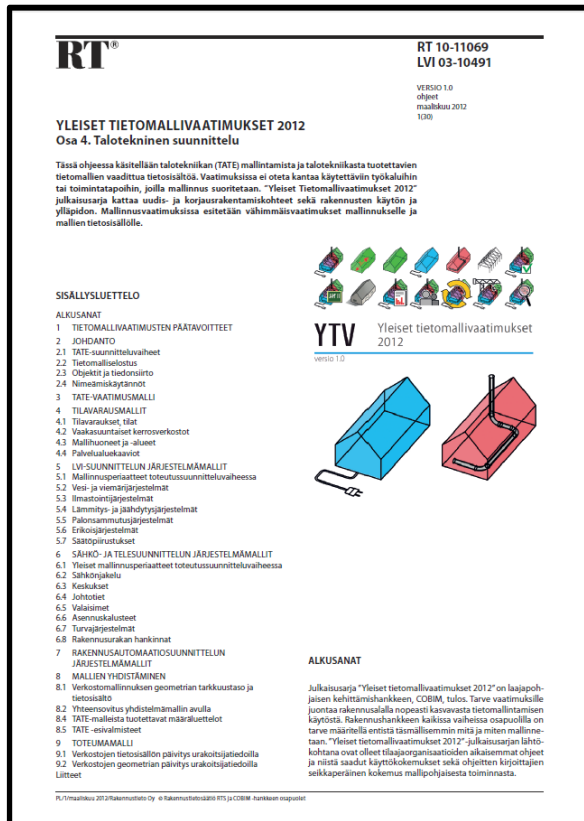 RT®
RT 10-11069
LVI 03-10491
VERSIO 1.0
ohjeet
maaliskuu 2012
1(30)
YLEISET TIETOMALLIVAATIMUKSET 2012
Osa 4. Talotekninen suunnittelu
Tässä ohjeessa käsitellään talotekniikan (TATE) mallintamista ja talotekniikasta tuotettavien
tietomallien vaadittua tietosisältöä. Vaatimuksissa ei oteta kantaa käytettäviin työkaluihin
tai toimintatapoihin, joilla mallinnus suoritetaan. "Yleiset Tietomallivaatimukset 2012"
julkaisusarja kattaa uudis- ja korjausrakentamiskohteet sekä rakennusten käytön ja
ylläpidon. Mallinnusvaatimuksissa esitetään vähimmäisvaatimukset mallinnukselle ja
mallien tietosisällölle.
SISÄLLYSLUETTELO
ALKUSANAT
1 TIETOMALLIVAATIMUSTEN PÄÄTAVOITTEET
2 JOHDANTO
2.1 TATE-suunnitteluvaiheet
2.2 Tietomalliselostus
2.3 Objektit ja tiedonsiirto
2.4 Nimeämiskäytännöt
3 TATE-VAATIMUSMALLI
4 TILAVARAUSMALLIT
4.1 Tilavaraukset, tilat
4.2 Vaakasuuntaiset kerrosverkostot
4.3 Mallihuoneet ja -alueet
4.4 Palvelualuekaaviot
5 LVI-SUUNNITTELUN JÄRJESTELMÄMALLIT
5.1 Mallinnusperiaatteet toteutussuunnitteluvaiheessa
5.2 Vesi- ja viemärijärjestelmät
5.3 Ilmastointijärjestelmät
5.4 Lämmitys- ja jäähdytysjärjestelmät
5.5 Palonsammutusjärjestelmät
5.6 Erikoisjärjestelmät
5.7 Säätöpiirustukset
6 SÄHKÖ- JA TELESUUNNITTELUN JÄRJESTELMÄMALLIT
6.1 Yleiset mallinnusperiaatteet toteutussuunnitteluvaiheessa
6.2 Sähkönjakelu
6.3 Keskukset
6.4 Johtotiet
6.5 Valaisimet
6.6 Asennuskalusteet
6.7 Turvajärjestelmät
6.8 Rakennusurakan hankinnat
7 RAKENNUSAUTOMAATIOSUUNNITTELUN
JÄRJESTELMÄMALLIT
8 MALLIEN YHDISTÄMINEN
8.1 Verkostomallinnuksen geometrian tarkkuustaso ja
tietosisältö
8.2 Yhteensovitus yhdistelmämallin avulla
8.4 TATE-malleista tuotettavat määräluettelot
8.5 TATE -esivalmisteet
9 TOTEUMAMALLI
9.1 Verkostojen tietosisällön päivitys urakoitsijatiedoilla
9.2 Verkostojen geometrian päivitys urakoitsijatiedoilla
Liitteet
YTV Yleiset tietomallivaatimukset
2012
versio 1.0
ALKUSANAT
Julkaisusarja "Yleiset tietomallivaatimukset 2012" on laajapoh-
jaisen kehittämishankkeen, COBIM, tulos. Tarve vaatimuksille
juontaa rakennusalalla nopeasti kasvavasta tietomallintamisen
käytöstä. Rakennushankkeen kaikissa vaiheissa osapuolilla on
tarve määritellä entistä täsmällisemmin mitä ja miten mallinne-
taan. "Yleiset tietomallivaatimukset 2012" -julkaisusarjan lähtö-
kohtana ovat olleet tilaajaorganisaatioiden aikaisemmat ohjeet
ja niistä saadut käyttökokemukset sekä ohjeitten kirjoittajien
seikkaperäinen kokemus mallipohjaisesta toiminnasta.
PL/1/maaliskuu 2012/Rakennustieto Oy © Rakennustietosäätiö RTS ja COBIM -hankkeen osapuolet